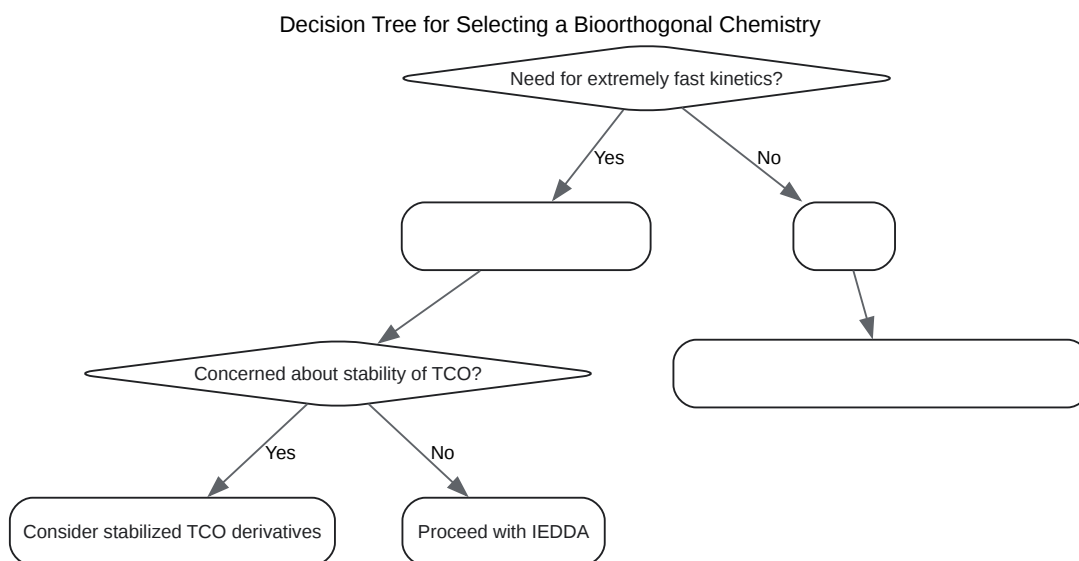 Decision Tree for Selecting a Bioorthogonal Chemistry
Need for extremely fast kinetics?
Yes
No
Concerned about stability of TCO?
Yes
No
Consider stabilized TCO derivatives
Proceed with IEDDA